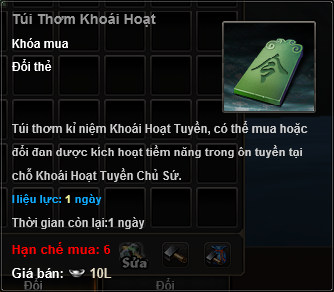 Túi Thơm Khoái Hoạt
Khóa mua
Đổi thẻ
令
Túi thơm kỉ niệm Khoái Hoạt Tuyền, có thể mua hoặc
đổi đan dược kích hoạt tiềm năng trong ôn tuyền tại
chỗ Khoái Hoạt Tuyền Chủ Sứ.
Hiệu lực: 1 ngày
Thời gian còn lại:1 ngày
Hạn chế mua: 6
Sứa
Giá bán: 10L
Đổi
Đổi